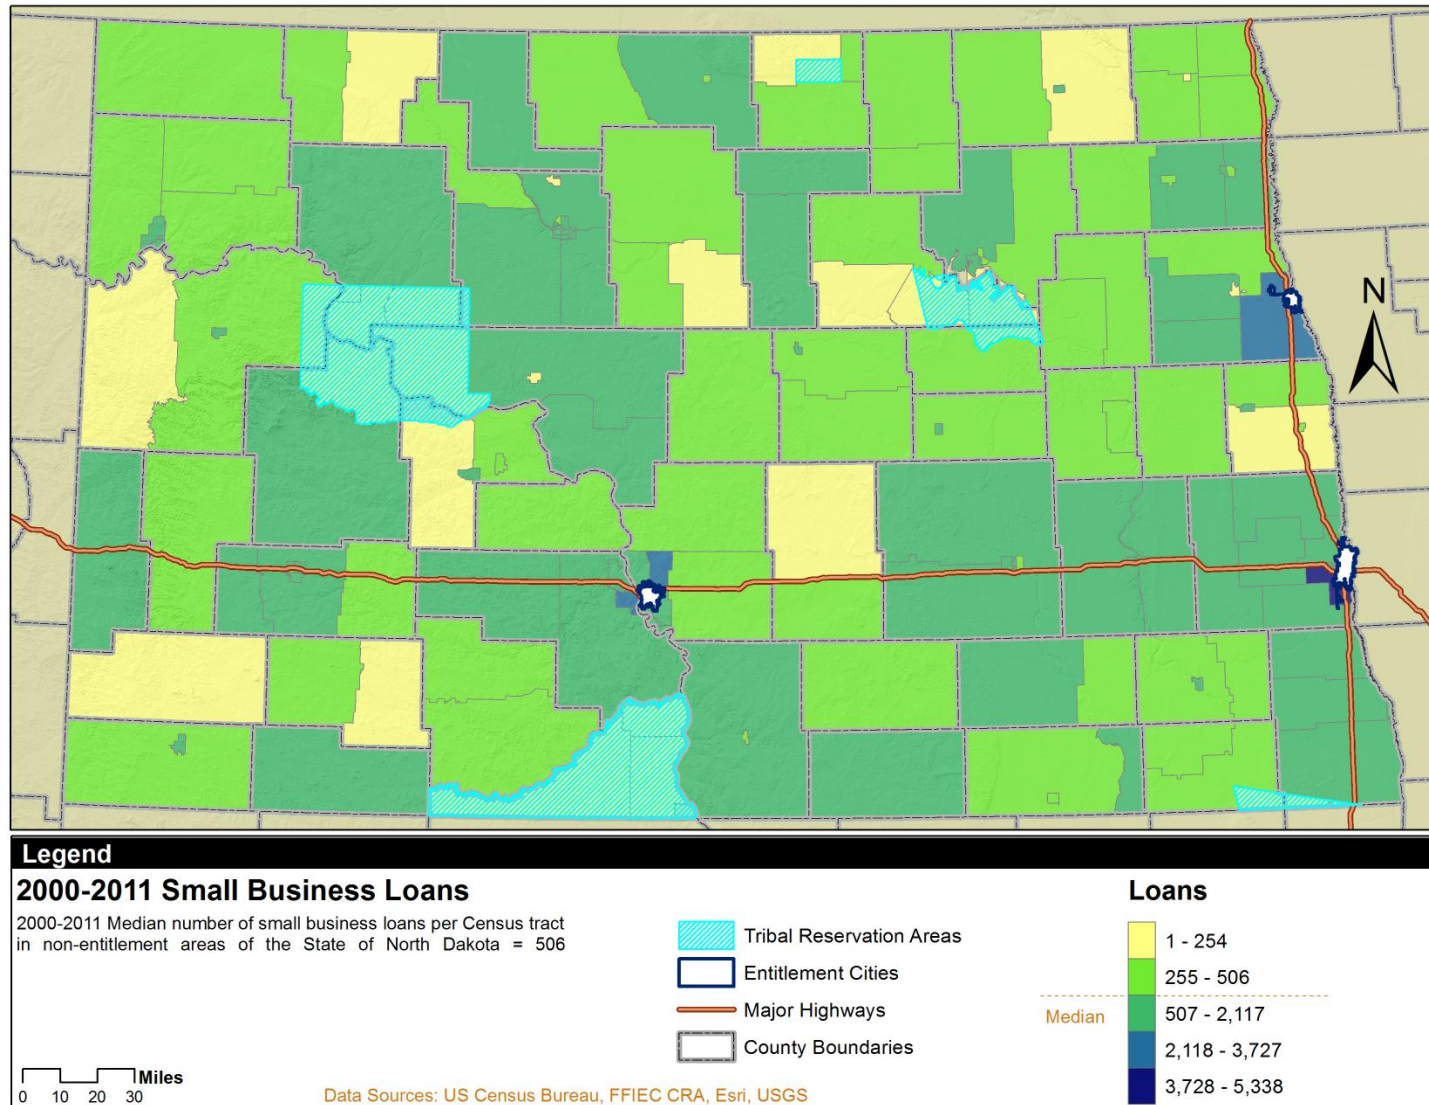 N
Legend
2000-2011 Small Business Loans
2000-2011 Median number of small business loans per Census tract
in non-entitlement areas of the State of North Dakota = 506
Tribal Reservation Areas
Entitlement Cities
Major Highways
County Boundaries
Loans
1 - 254
255 - 506
Median
507 - 2,117
2,118 - 3,727
3,728 - 5,338
Miles
0 10 20 30
Data Sources: US Census Bureau, FFIEC CRA, Esri, USGS